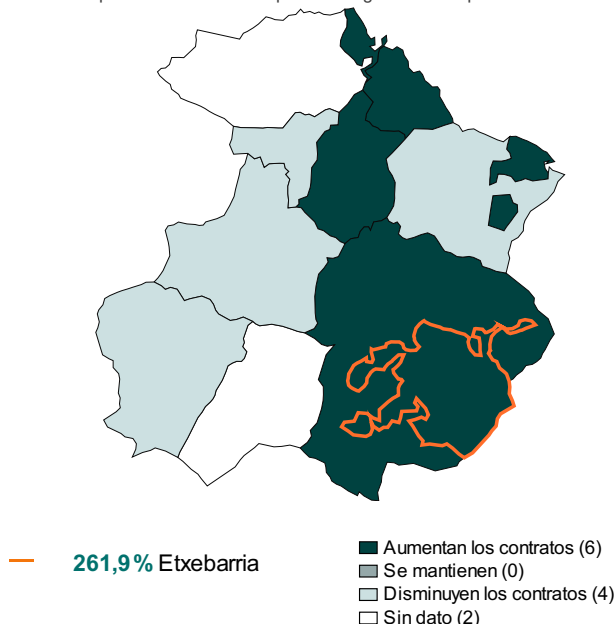 261,9% Etxebarria
Aumentan los contratos (6)
Se mantienen (0)
Disminuyen los contratos (4)
Sin dato (2)